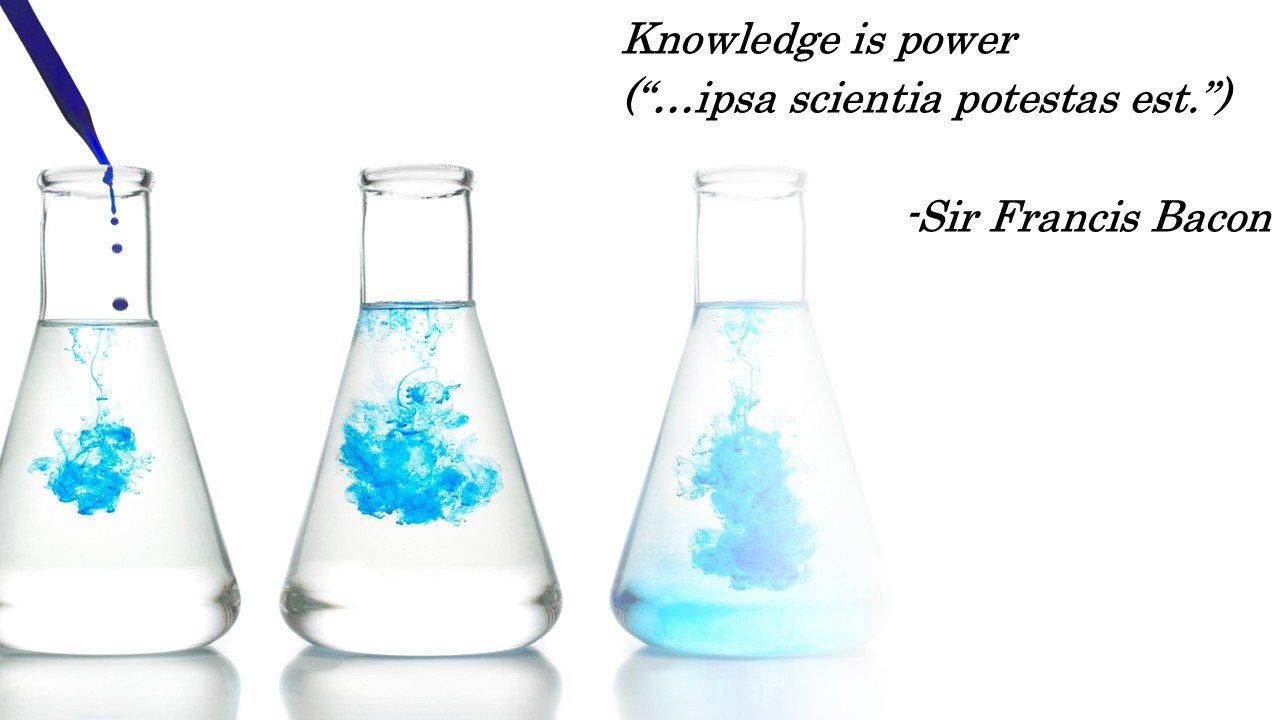 Knowledge is power
(“...ipsa scientia potestas est.”)
-Sir Francis Bacon